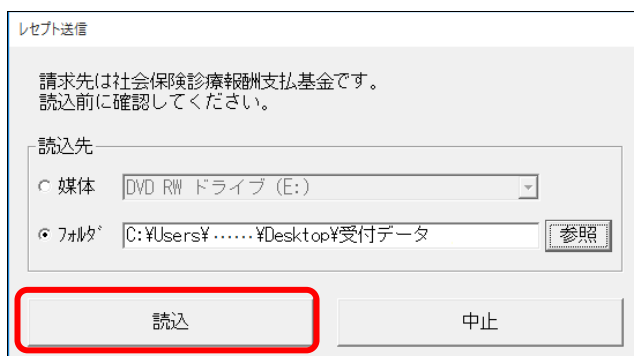 レセプト送信
請求先は社会保険診療報酬支払基金です。
読込前に確認してください。
読込先
媒体 DVD RW ドライブ (E:)
ﾌｫﾙﾀﾞ C:¥Users¥……¥Desktop¥受付データ 参照
読込 中止